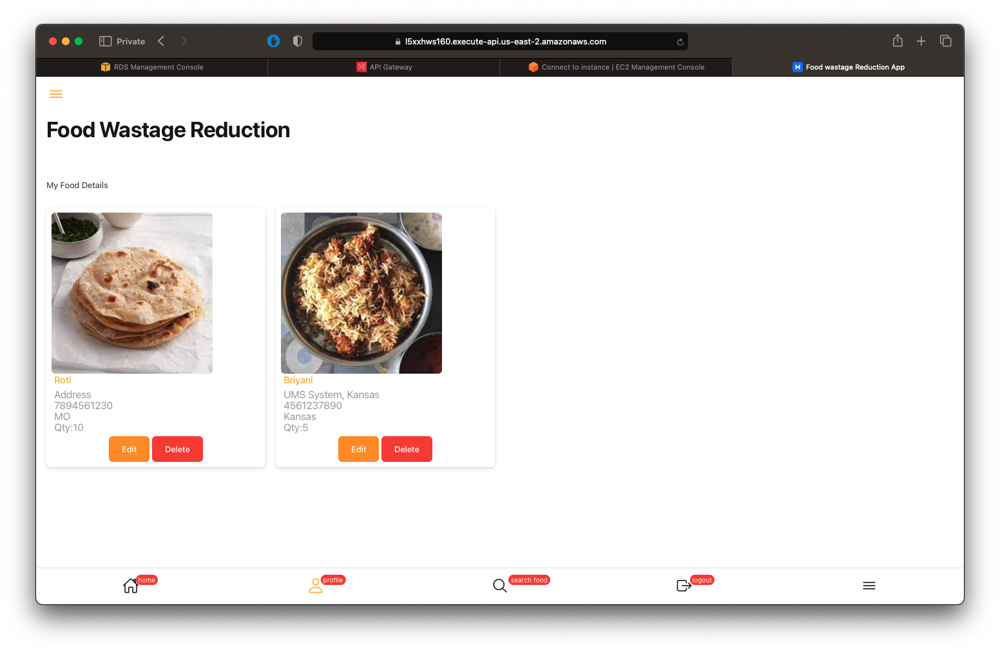 Private
l5xxhws160.execute-api.us-east-2.amazonaws.com
RDS Management Console
API Gateway
Connect to instance | EC2 Management Console
M
Food wastage Reduction App
Food Wastage Reduction
My Food Details
Roti
Address
7894561230
MO
Qty:10
Edit
Delete
Briyani
UMS System, Kansas
4561237890
Kansas
Qty:5
Edit
Delete
home
profile
search food
logout